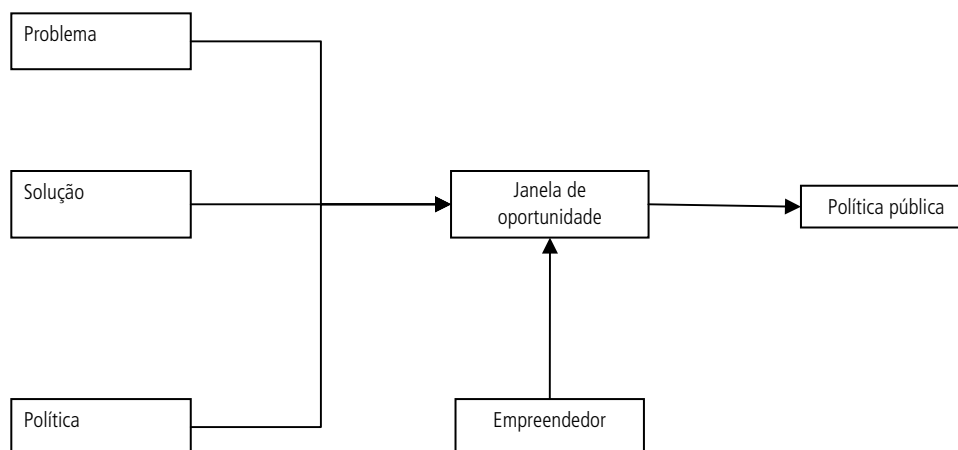 Problema
Solução
Janela de
oportunidade
Política pública
Política
Empreendedor